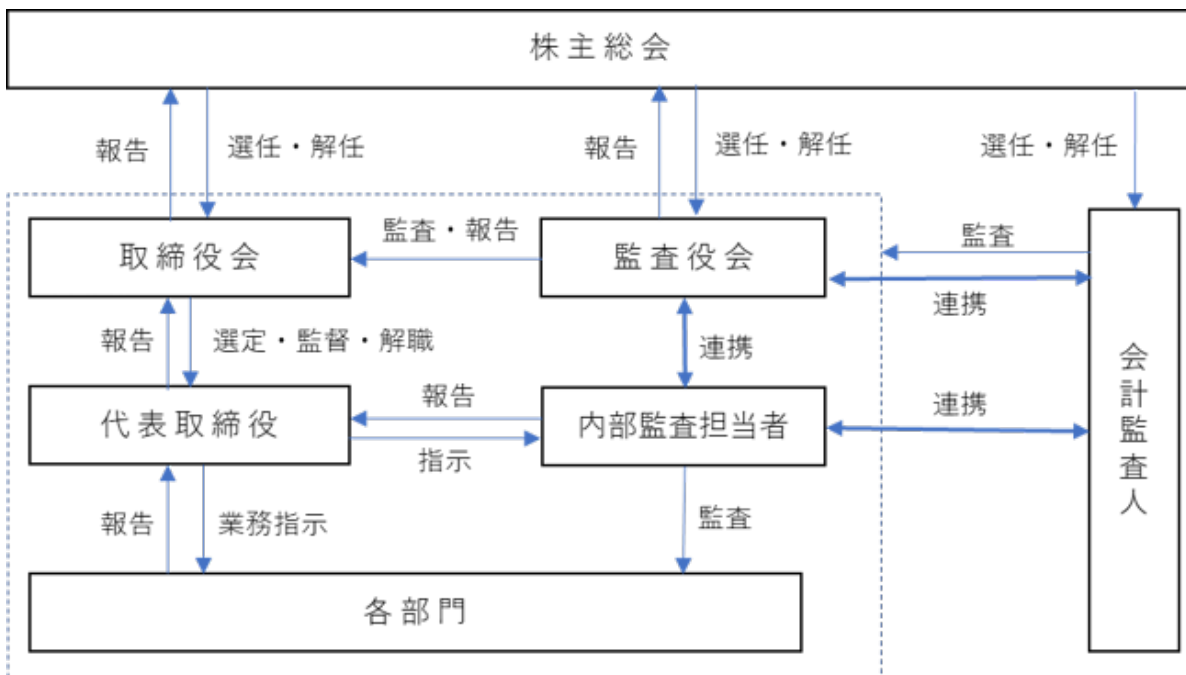 株主総会
報告
選任・解任
報告
選任・解任
選任・解任
取締役会
監査・報告
監査役会
監査
連携
報告
選定・監督・解職
連携
会計監査人
代表取締役
報告
指示
内部監査担当者
連携
報告
業務指示
監査
各部門